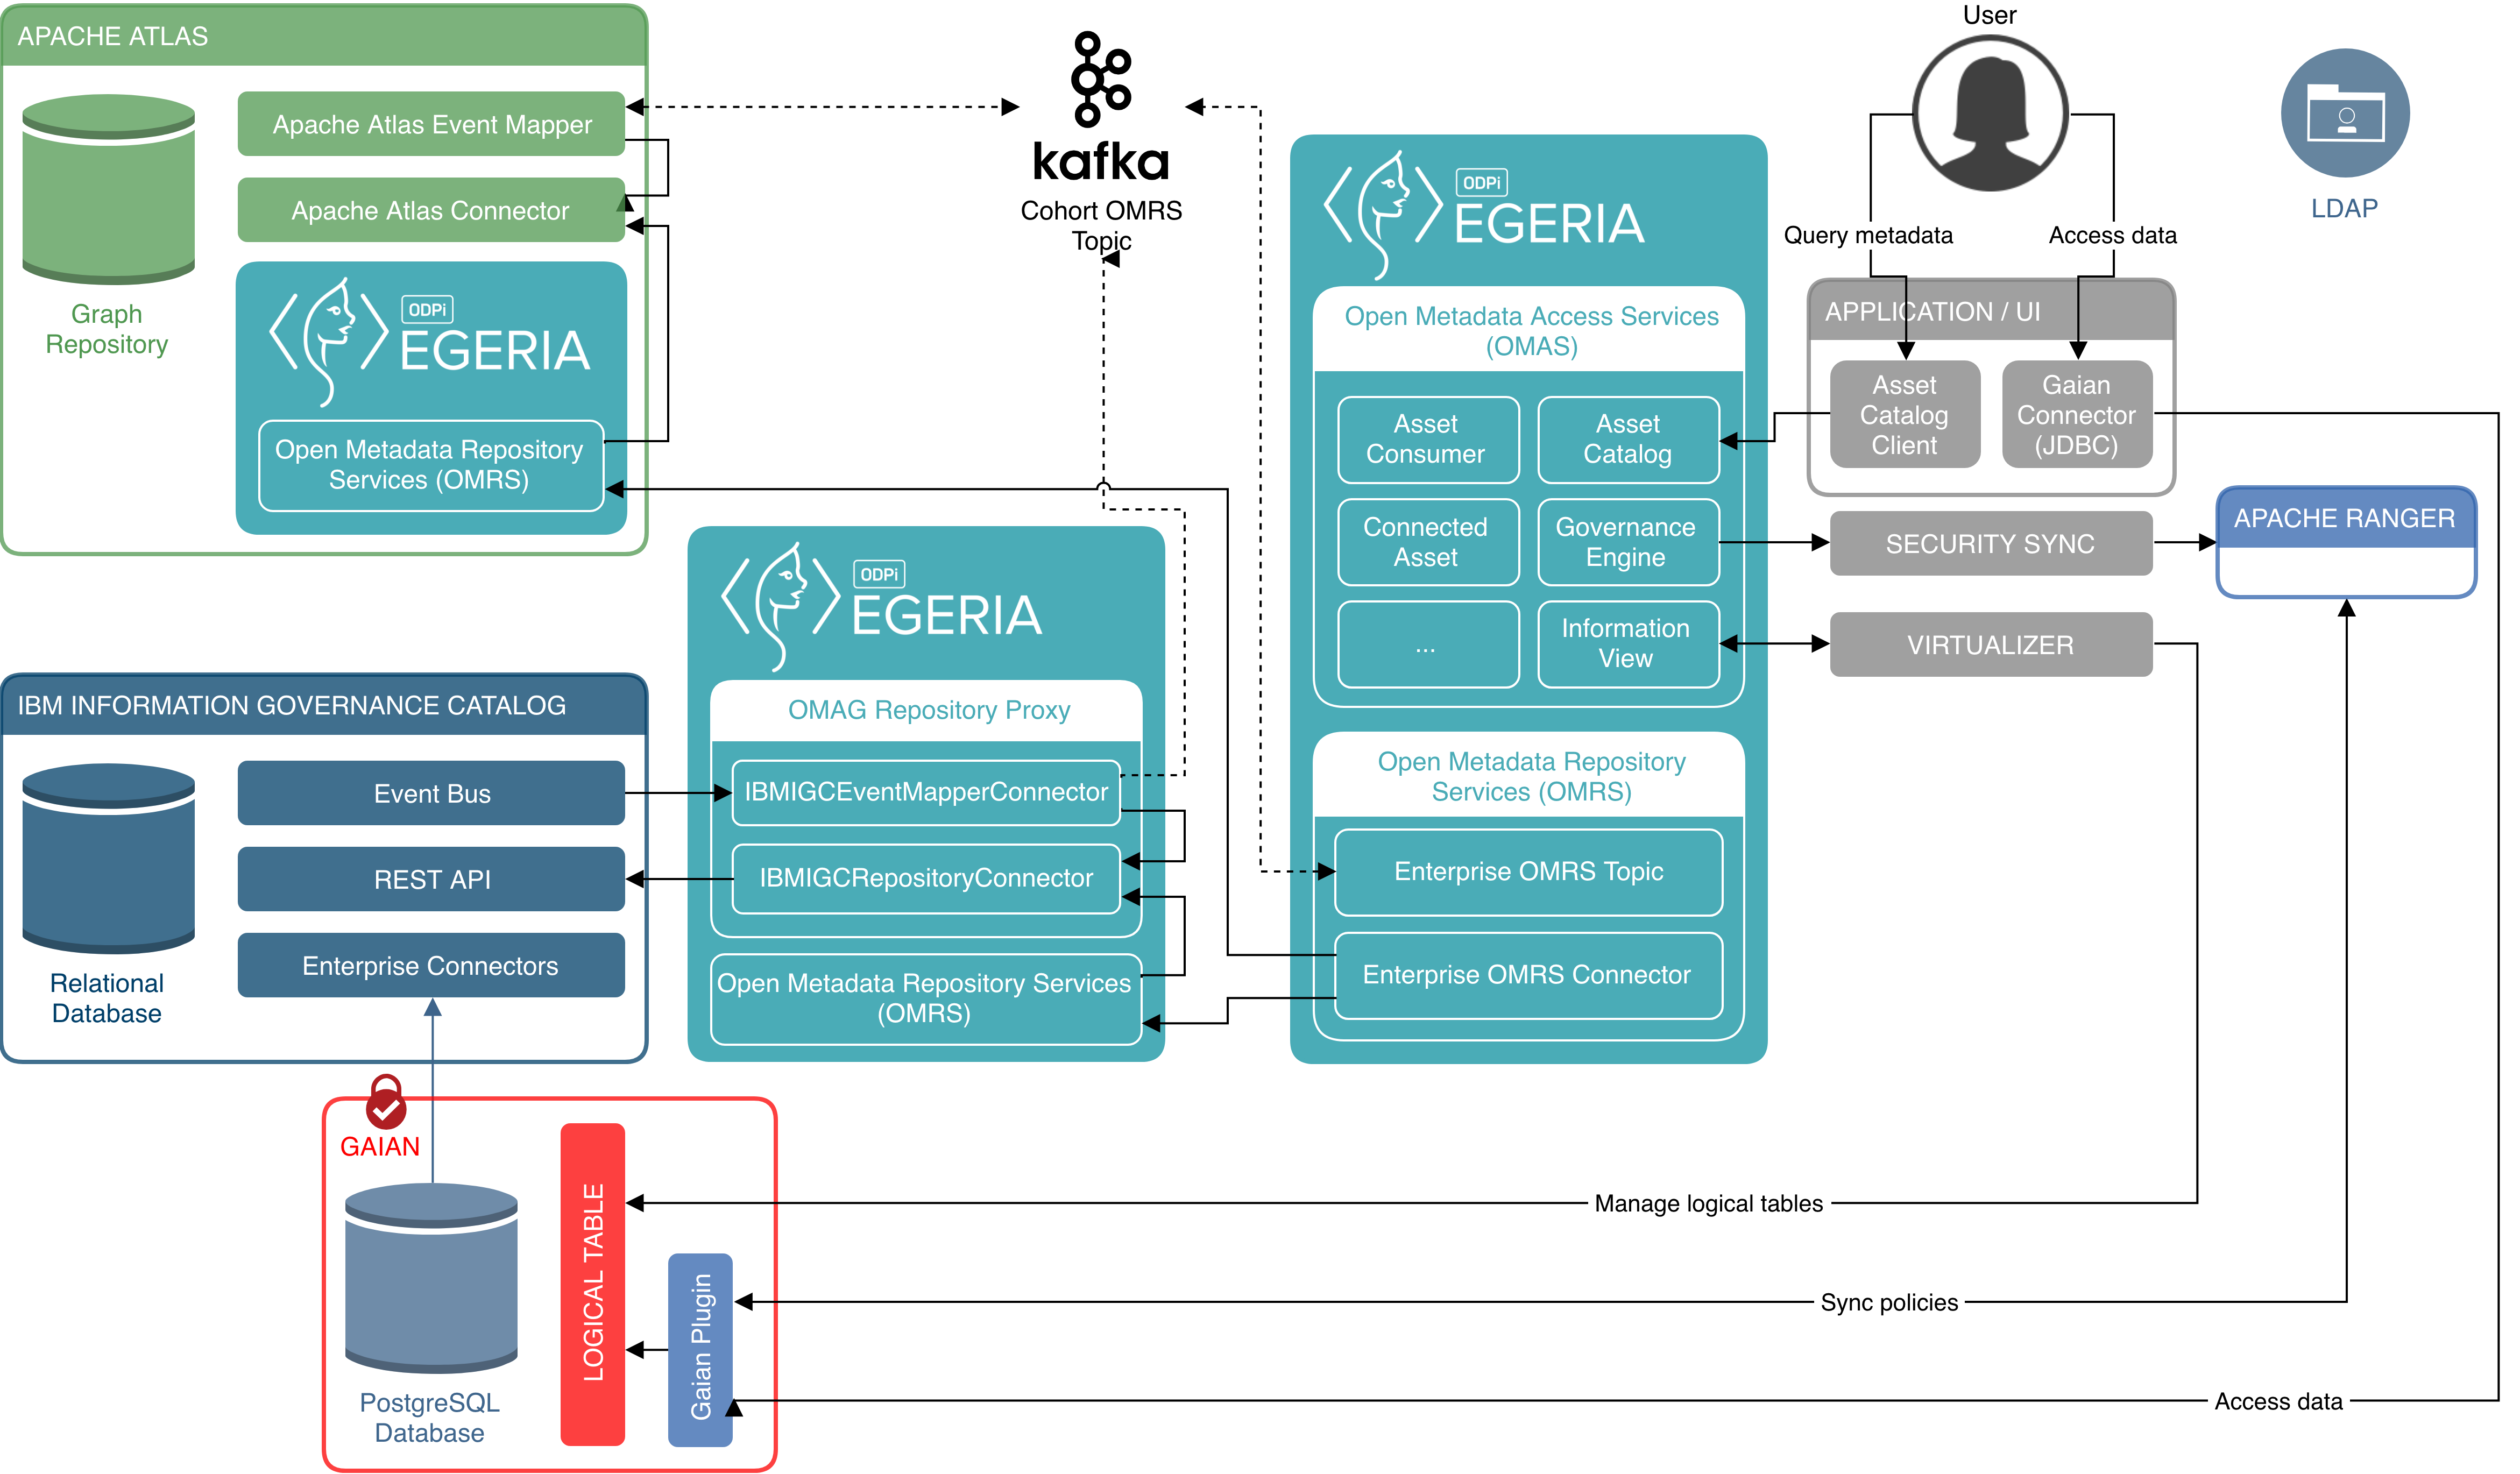 APACHE ATLAS
Apache Atlas Event Mapper
Apache Atlas Connector
Graph
Repository
ODPi
EGERIA
Open Metadata Repository
Services (OMRS)
kafka
Cohort OMRS
Topic
User
LDAP
Query metadata
Access data
ODPi
EGERIA
Open Metadata Access Services
(OMAS)
Asset
Consumer
Asset
Catalog
Connected
Asset
Governance
Engine
...
Information
View
Open Metadata Repository
Services (OMRS)
Enterprise OMRS Topic
Enterprise OMRS Connector
APPLICATION / UI
Asset
Catalog
Client
Gaian
Connector
(JDBC)
SECURITY SYNC
VIRTUALIZER
APACHE RANGER
ODPi
EGERIA
OMAG Repository Proxy
IBMIGCEventMapperConnector
IBMIGCRepositoryConnector
Open Metadata Repository Services
(OMRS)
IBM INFORMATION GOVERNANCE CATALOG
Event Bus
REST API
Enterprise Connectors
Relational
Database
GAIAN
PostgreSQL
Database
LOGICAL TABLE
Gaian Plugin
Manage logical tables
Sync policies
Access data